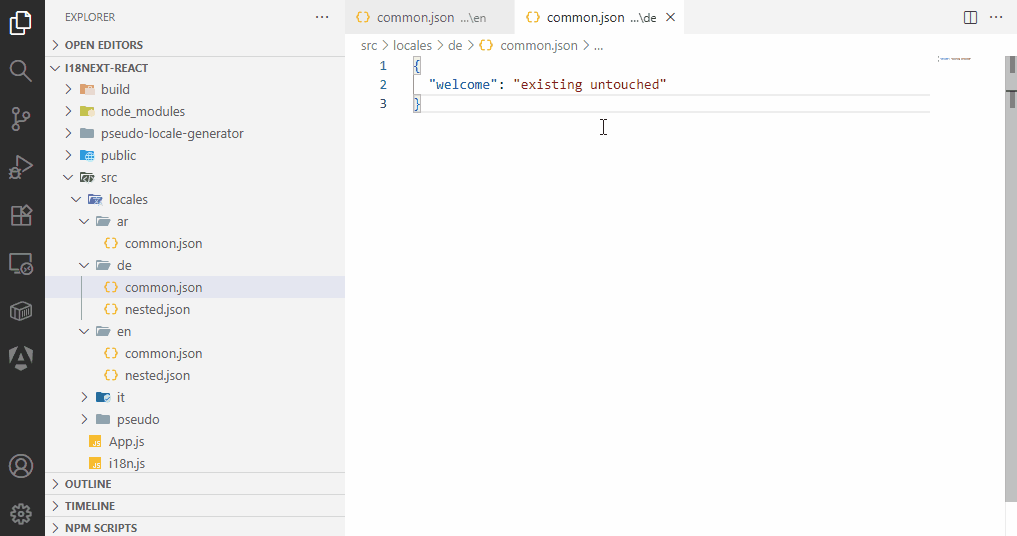 EXPLORER
OPEN EDITORS
I18NEXT-REACT
build
node_modules
pseudo-locale-generator
public
src
locales
ar
common.json
de
common.json
nested.json
en
common.json
nested.json
it
pseudo
App.js
i18n.js
OUTLINE
TIMELINE
NPM SCRIPTS
common.json ...\en
common.json ...\de
src > locales > de > {} common.json > ...
1 {
2 "welcome": "existing untouched"
3 }